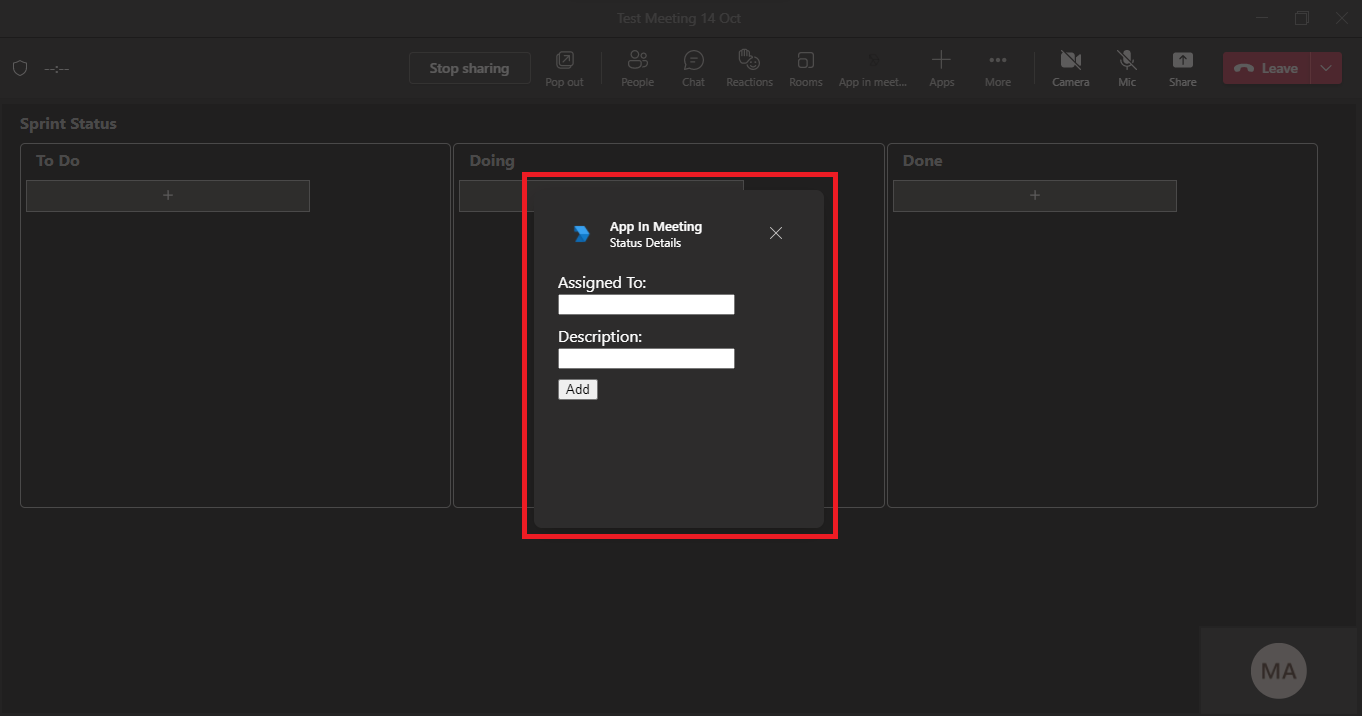 Test Meeting 14 Oct
--:--
Stop sharing
Pop out
People
Chat
Reactions
Rooms
App in meet...
Apps
More
Camera
Mic
Share
Leave
Sprint Status
To Do
Doing
Done
+
+
App In Meeting
Status Details
Assigned To:
Description:
Add
MA